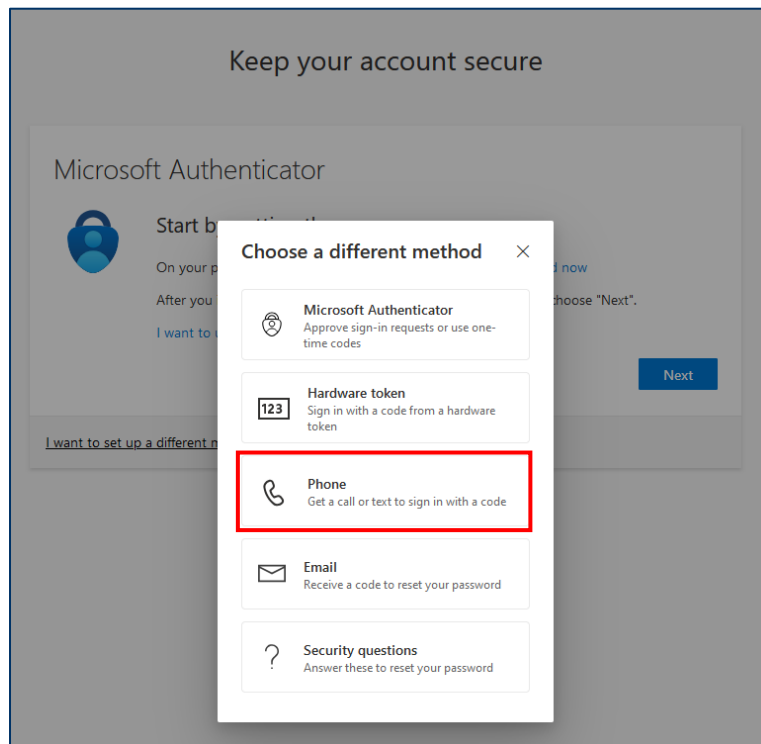 Keep your account secure
Microsoft Authenticator
Start b
On your p
now
After you
choose "Next".
I want to
Next
I want to set up a different
Choose a different method
Microsoft Authenticator
Approve sign-in requests or use one-
time codes
123
Hardware token
Sign in with a code from a hardware
token
Phone
Get a call or text to sign in with a code
Email
Receive a code to reset your password
?
Security questions
Answer these to reset your password